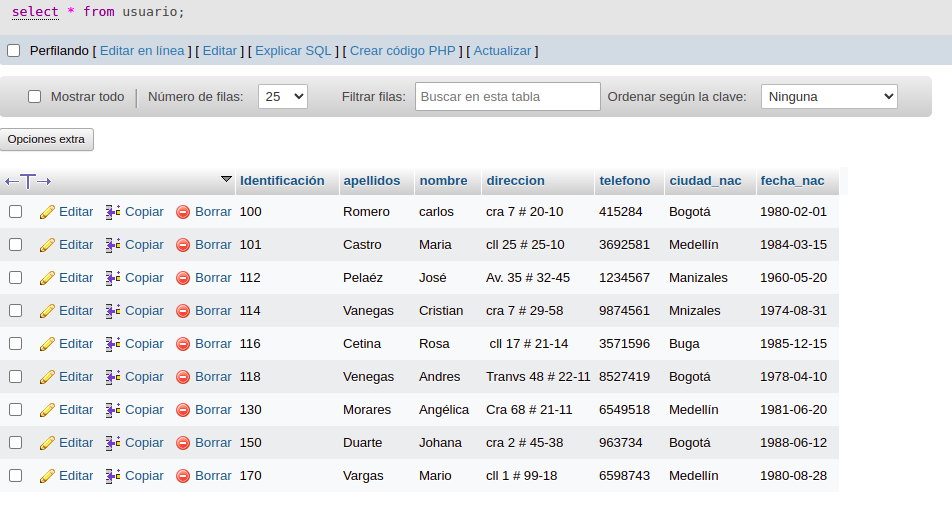 select * from usuario;
Perfilando [ Editar en línea ] [ Editar ] [ Explicar SQL ] [ Crear código PHP ] [ Actualizar ]
Mostrar todo Número de filas: 25 Filtrar filas: Buscar en esta tabla Ordenar según la clave: Ninguna
Opciones extra
←T→ Identificación apellidos nombre direccion telefono ciudad_nac fecha_nac
Editar Copiar Borrar 100 Romero carlos cra 7 # 20-10 415284 Bogotá 1980-02-01
Editar Copiar Borrar 101 Castro Maria cll 25 # 25-10 3692581 Medellín 1984-03-15
Editar Copiar Borrar 112 Pelaéz José Av. 35 # 32-45 1234567 Manizales 1960-05-20
Editar Copiar Borrar 114 Vanegas Cristian cra 7 # 29-58 9874561 Mnizales 1974-08-31
Editar Copiar Borrar 116 Cetina Rosa cll 17 # 21-14 3571596 Buga 1985-12-15
Editar Copiar Borrar 118 Venegas Andres Tranvs 48 # 22-11 8527419 Bogotá 1978-04-10
Editar Copiar Borrar 130 Morares Angélica Cra 68 # 21-11 6549518 Medellín 1981-06-20
Editar Copiar Borrar 150 Duarte Johana cra 2 # 45-38 963734 Bogotá 1988-06-12
Editar Copiar Borrar 170 Vargas Mario cll 1 # 99-18 6598743 Medellín 1980-08-28